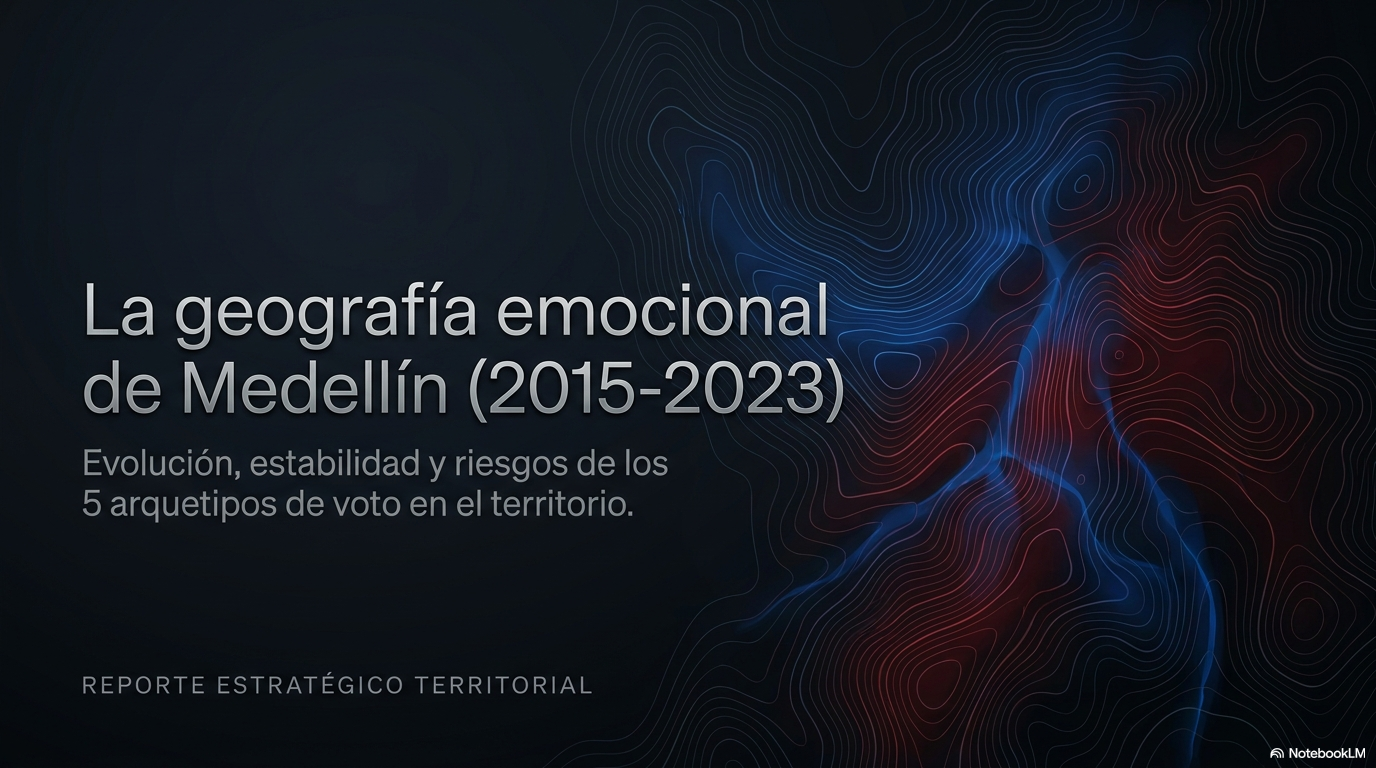 La geografía emocional
de Medellín (2015-2023)
Evolución, estabilidad y riesgos de los
5 arquetipos de voto en el territorio.
REPORTE ESTRATÉGICO TERRITORIAL
NotebookLM